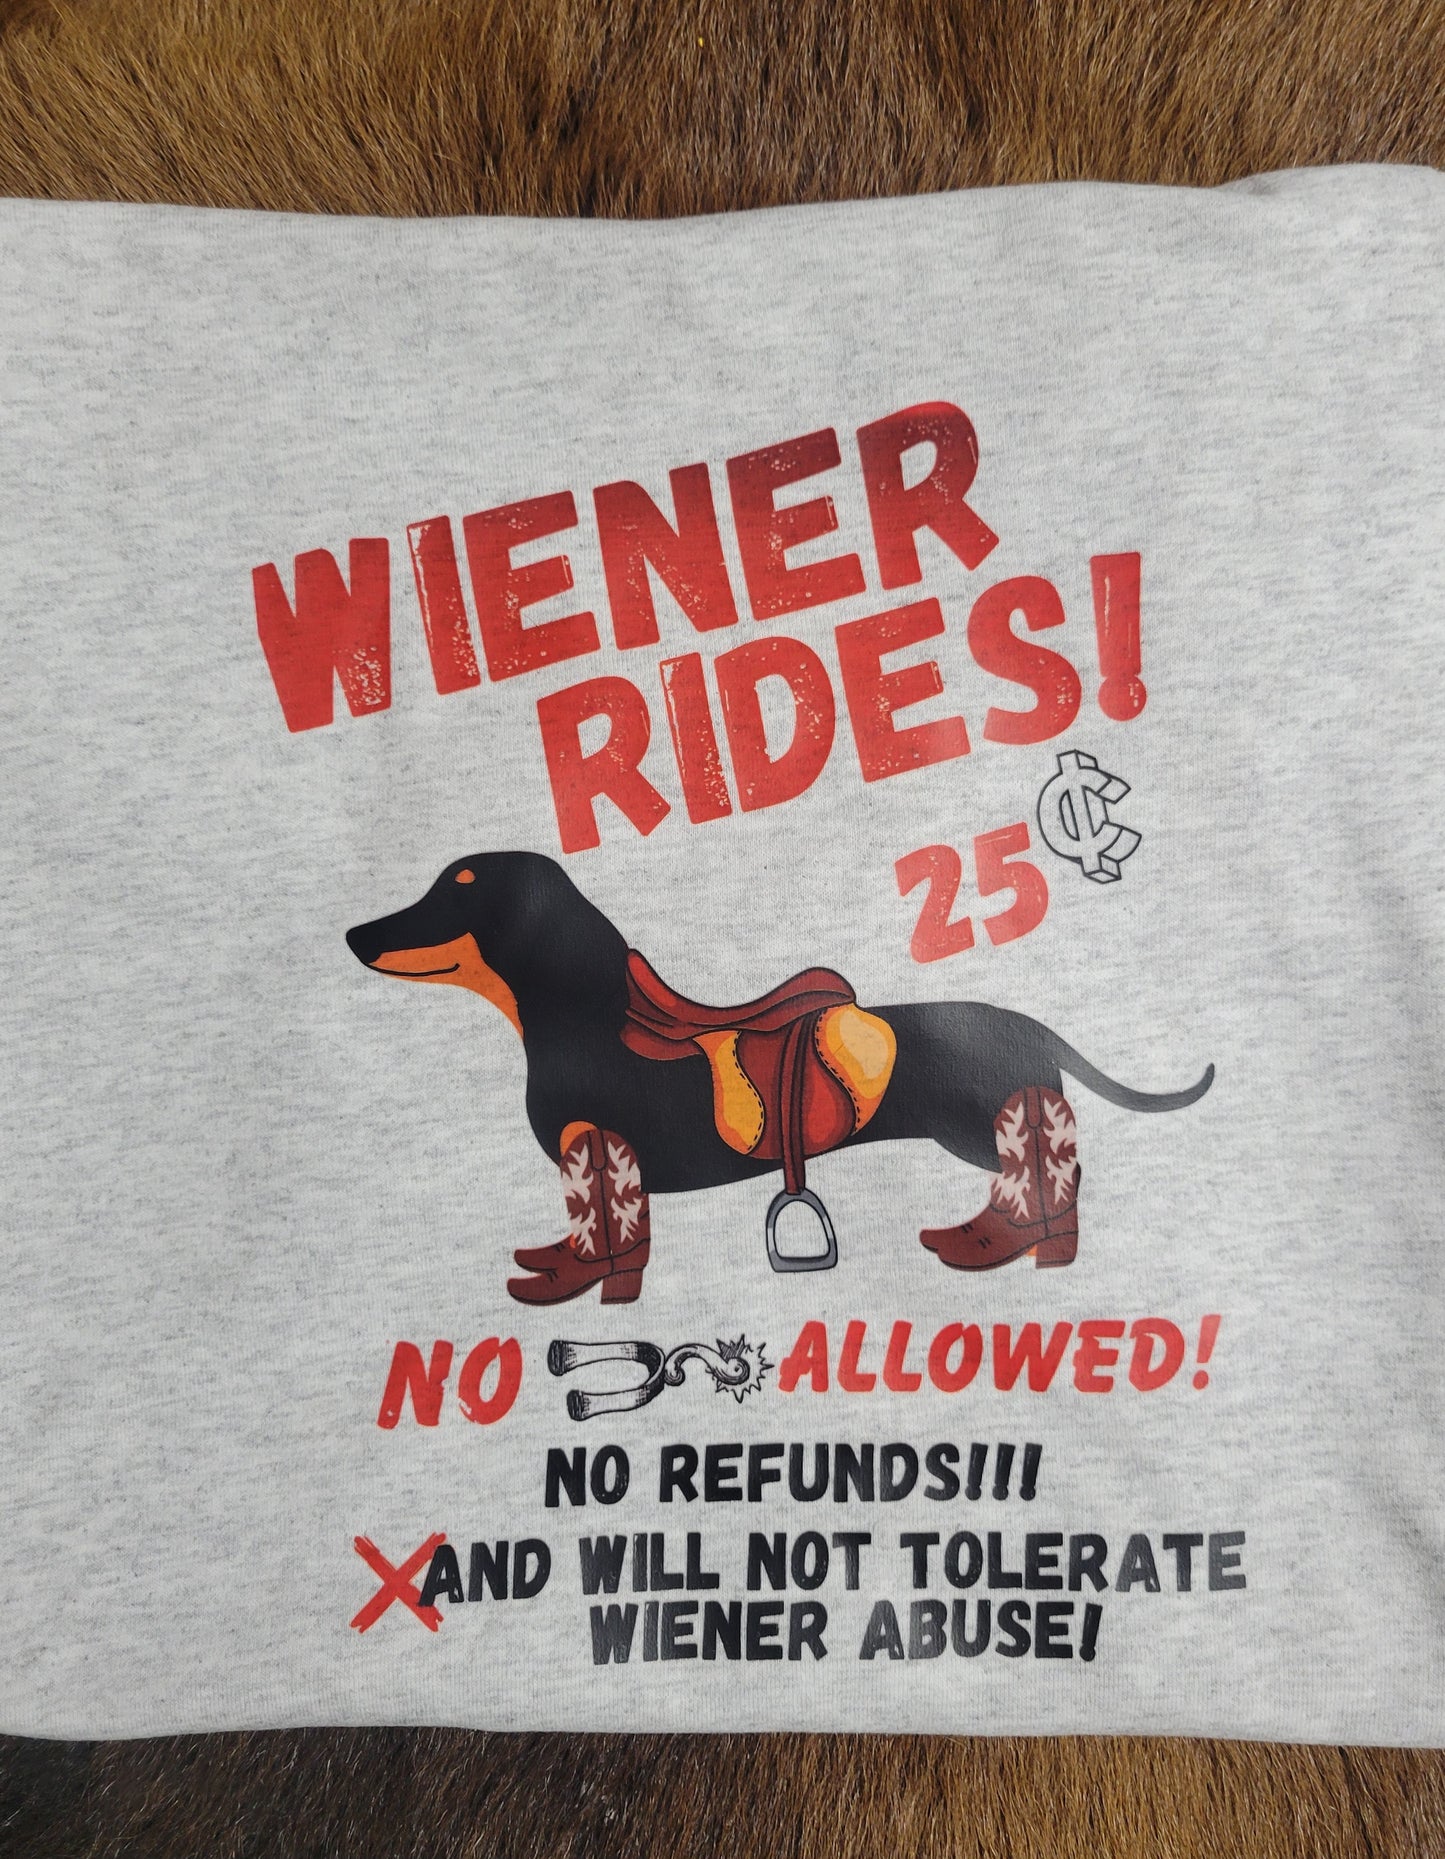 WIENER
RIDES!
25¢
NO ALLOWED!
NO REFUNDS!!!
AND WILL NOT TOLERATE
WIENER ABUSE!